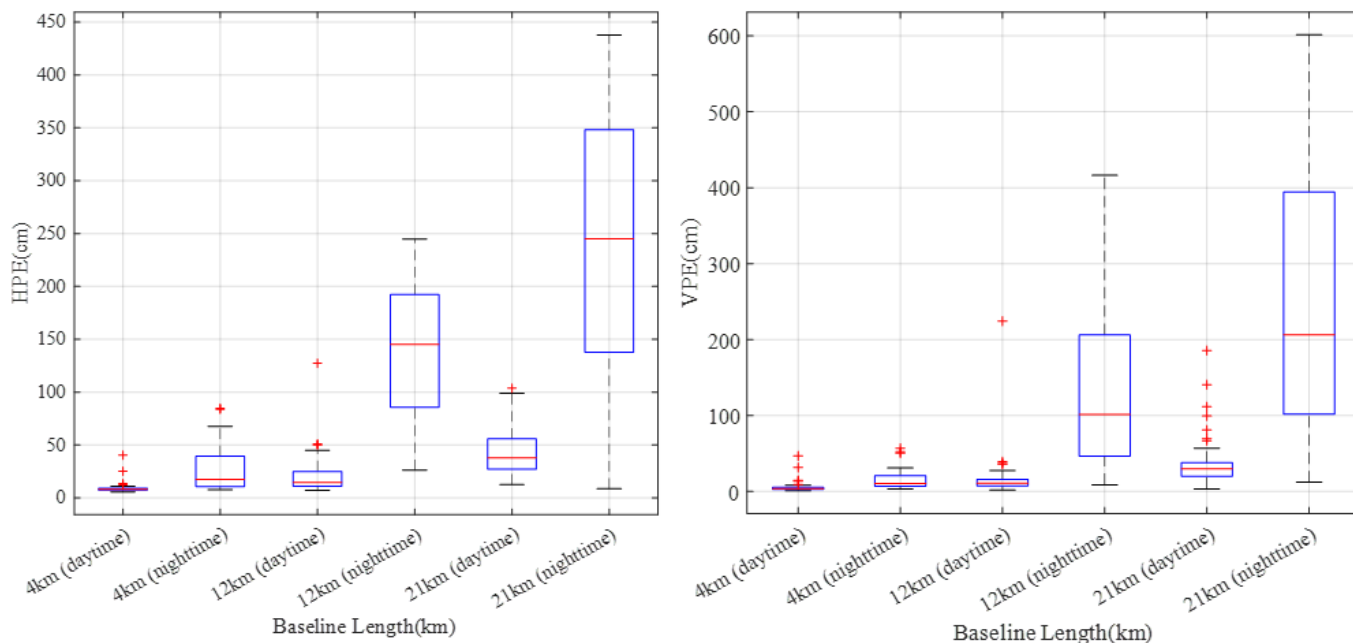 HPE(cm)
450
400
350
300
250
200
150
100
50
0
4km (daytime)
4km (nighttime)
12km (daytime)
12km (nighttime)
21km (daytime)
21km (nighttime)
Baseline Length(km)
VPE(cm)
600
500
400
300
200
100
0
4km (daytime)
4km (nighttime)
12km (daytime)
12km (nighttime)
21km (daytime)
21km (nighttime)
Baseline Length(km)